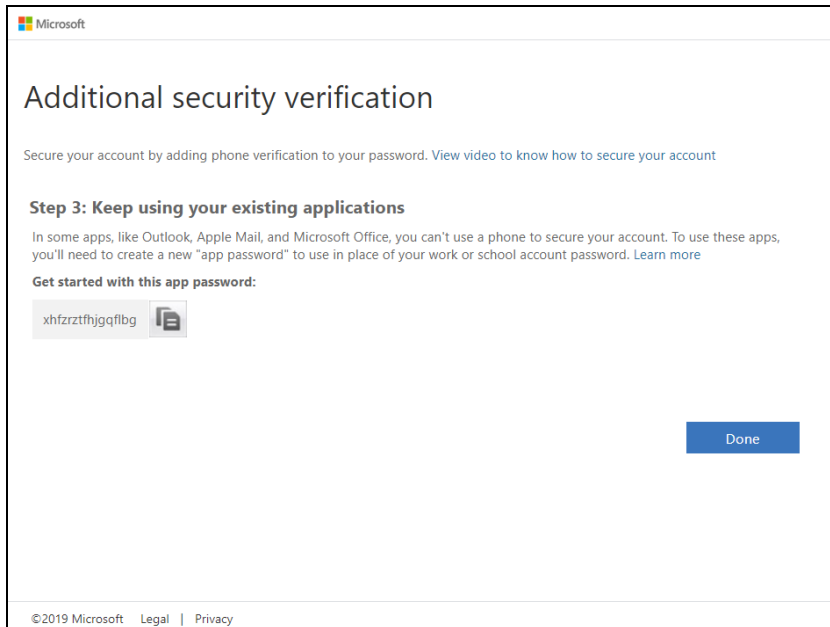 Microsoft
Additional security verification
Secure your account by adding phone verification to your password. View video to know how to secure your account
Step 3: Keep using your existing applications
In some apps, like Outlook, Apple Mail, and Microsoft Office, you can't use a phone to secure your account. To use these apps,
you'll need to create a new "app password" to use in place of your work or school account password. Learn more
Get started with this app password:
xhfzrztfhjgqflbg
Done
©2019 Microsoft Legal | Privacy